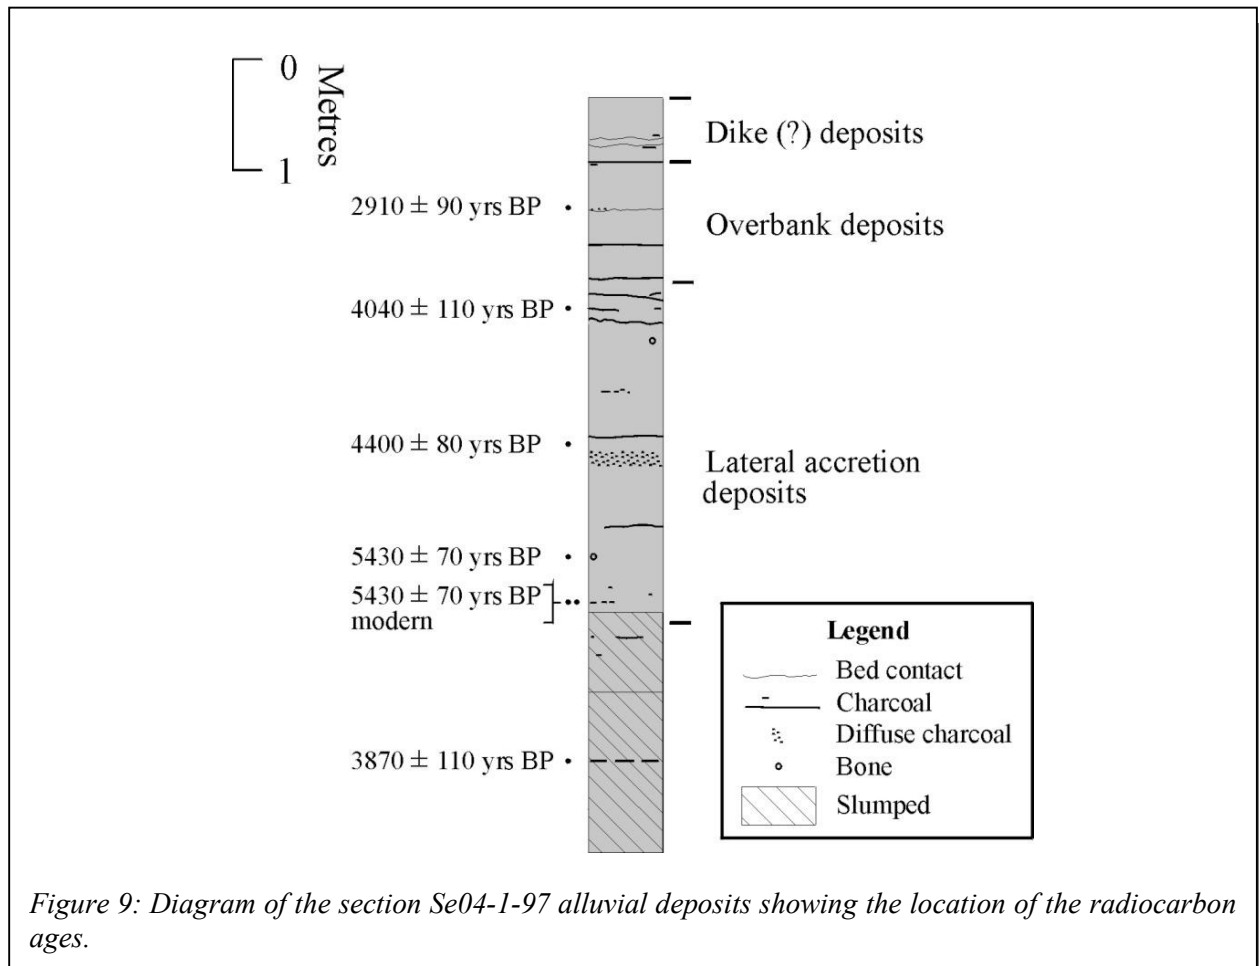 0
Metres
1
Dike (?) deposits
2910 ± 90 yrs BP
Overbank deposits
4040 ± 110 yrs BP
4400 ± 80 yrs BP
Lateral accretion
deposits
5430 ± 70 yrs BP
5430 ± 70 yrs BP
modern
3870 ± 110 yrs BP
Legend
Bed contact
Charcoal
Diffuse charcoal
Bone
Slumped
Figure 9: Diagram of the section Se04-1-97 alluvial deposits showing the location of the radiocarbon
ages.